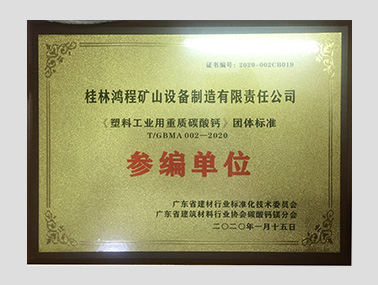 证书编号：2020-002CB019
桂林鸿程矿山设备制造有限责任公司
《塑料工业用重质碳酸钙》团体标准
T/GBMA 002—2020
参编单位
广东省建材行业标准化技术委员会
广东省建筑材料行业协会碳酸钙镁分会
二〇二〇年一月十五日